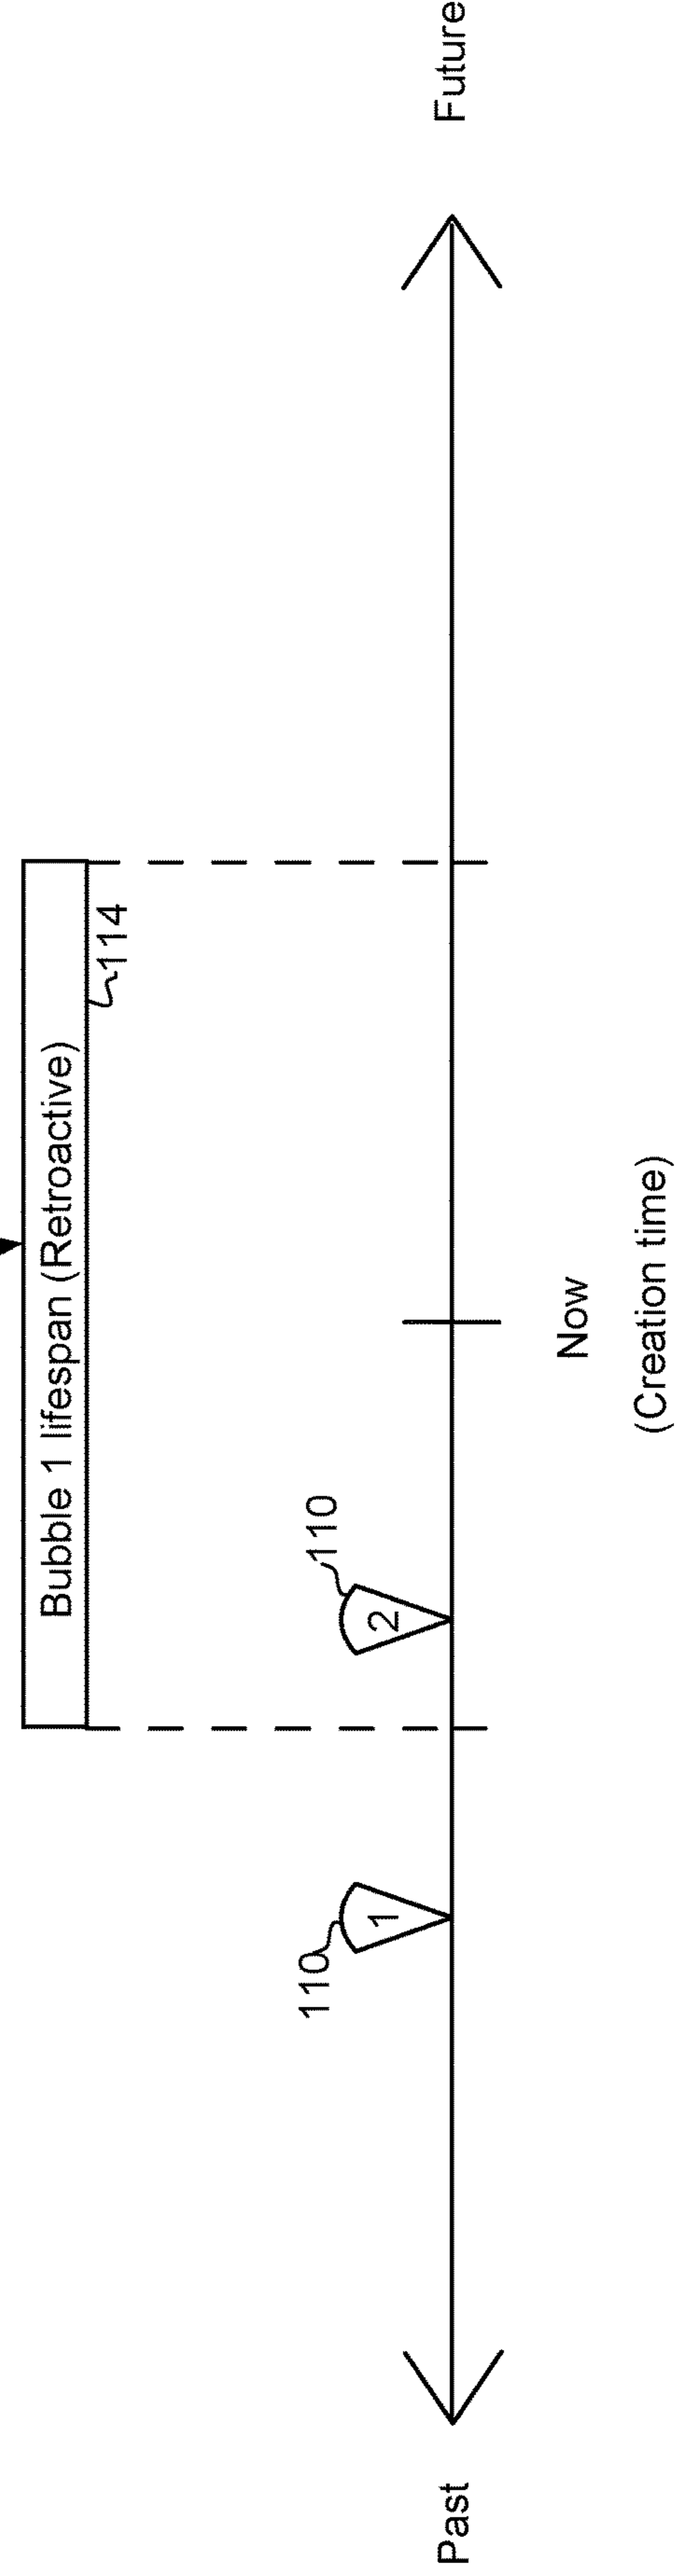 Bubble 1 lifespan (Retroactive)
114
110
1
110
2
Past
Future
Now
(Creation time)